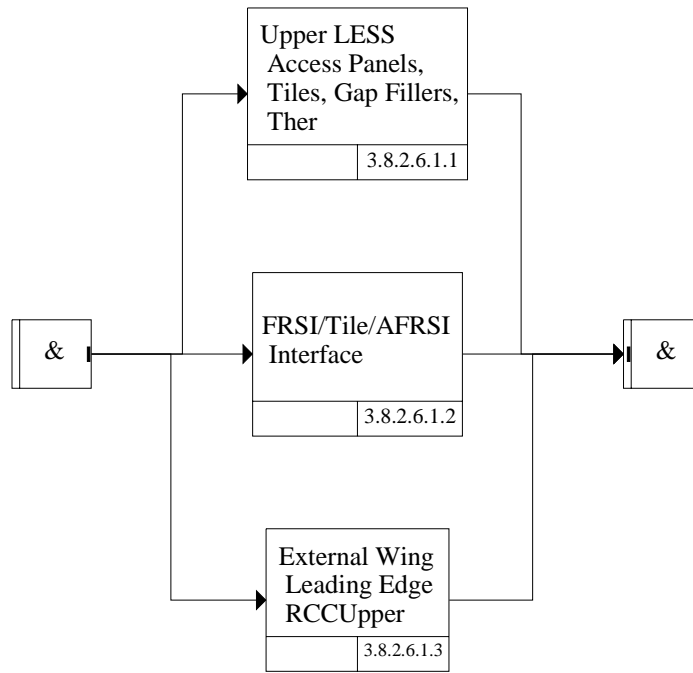 Upper LESS
Access Panels,
Tiles, Gap Fillers,
Ther
3.8.2.6.1.1
&
FRSI/Tile/AFRSI
Interface
3.8.2.6.1.2
&
External Wing
Leading Edge
RCCUpper
3.8.2.6.1.3